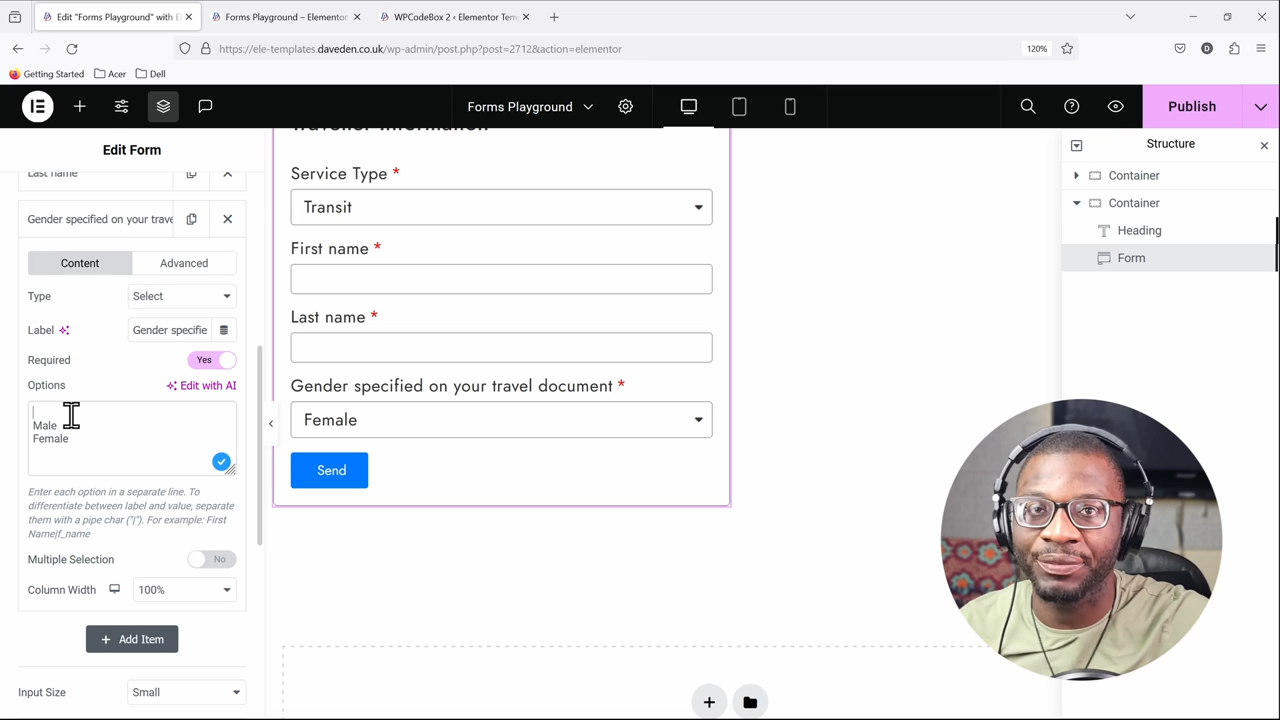 Edit "Forms Playground" with E
Forms Playground – Elementor
WPCodeBox 2 ‹ Elementor Tem
https://ele-templates.daveden.co.uk/wp-admin/post.php?post=2712&action=elementor
120%
Getting Started
Acer
Dell
Forms Playground
Publish
Edit Form
Structure
Last name
Gender specified on your trave
Content
Advanced
Type
Select
Label
Gender specifie
Required
Yes
Options
Edit with AI
Male
Female
Enter each option in a separate line. To
differentiate between label and value, separate
them with a pipe char ("|"). For example: First
Name|f_name
Multiple Selection
No
Column Width
100%
Add Item
Input Size
Small
Traveller Information
Service Type *
Transit
First name *
Last name *
Gender specified on your travel document *
Female
Send
Container
Container
Heading
Form